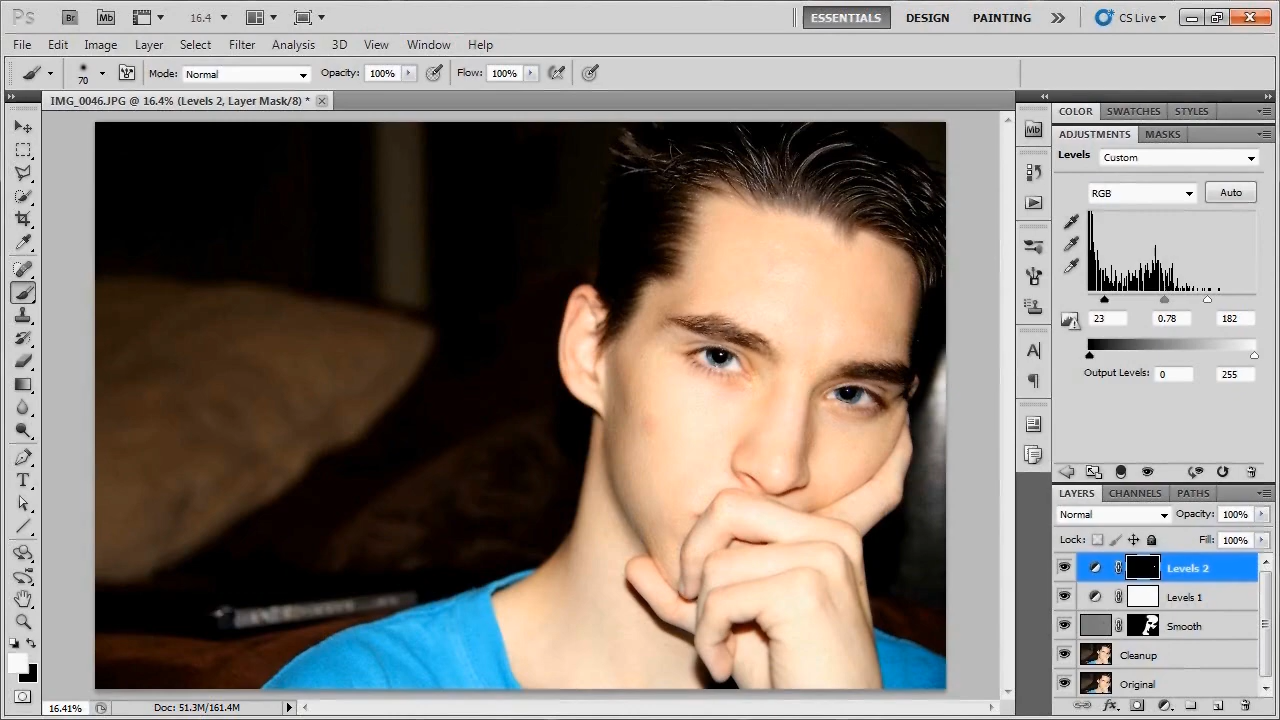 Ps Br Mb 16.4 ESSENTIALS DESIGN PAINTING CS Live
File Edit Image Layer Select Filter Analysis 3D View Window Help
70 Mode: Normal Opacity: 100% Flow: 100%
IMG_0046.JPG @ 16.4% (Levels 2, Layer Mask/8) *
Mb
COLOR SWATCHES STYLES
ADJUSTMENTS MASKS
Levels Custom
RGB Auto
23 0.78 182
Output Levels: 0 255
LAYERS CHANNELS PATHS
Normal Opacity: 100%
Lock: Fill: 100%
Levels 2
Levels 1
Smooth
Cleanup
Original
16.41% Doc: 51.3M/161.4M